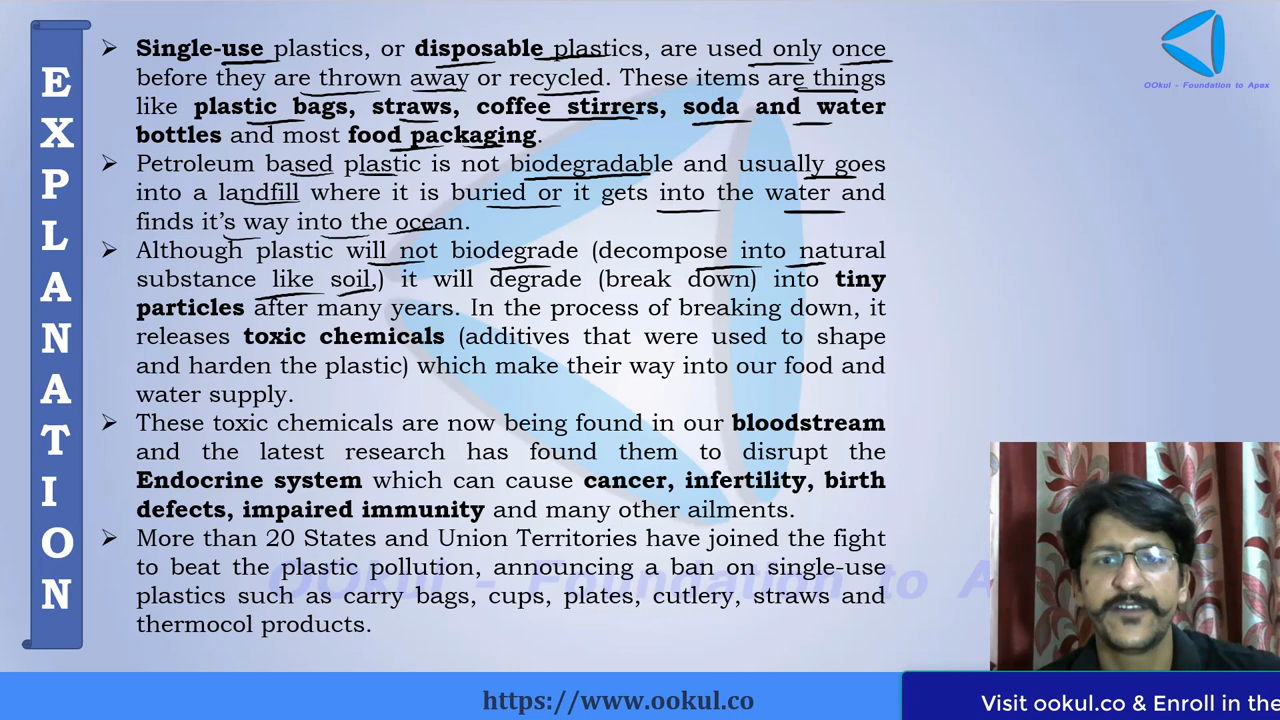 EXPLANATION
Single-use plastics, or disposable plastics, are used only once
before they are thrown away or recycled. These items are things
like plastic bags, straws, coffee stirrers, soda and water
bottles and most food packaging.
Petroleum based plastic is not biodegradable and usually goes
into a landfill where it is buried or it gets into the water and
finds it's way into the ocean.
Although plastic will not biodegrade (decompose into natural
substance like soil,) it will degrade (break down) into tiny
particles after many years. In the process of breaking down, it
releases toxic chemicals (additives that were used to shape
and harden the plastic) which make their way into our food and
water supply.
These toxic chemicals are now being found in our bloodstream
and the latest research has found them to disrupt the
Endocrine system which can cause cancer, infertility, birth
defects, impaired immunity and many other ailments.
More than 20 States and Union Territories have joined the fight
to beat the plastic pollution, announcing a ban on single-use
plastics such as carry bags, cups, plates, cutlery, straws and
thermocol products.
OOkul - Foundation to Apex
OOkul - Foundation to A
https://www.ookul.co
Visit ookul.co & Enroll in the